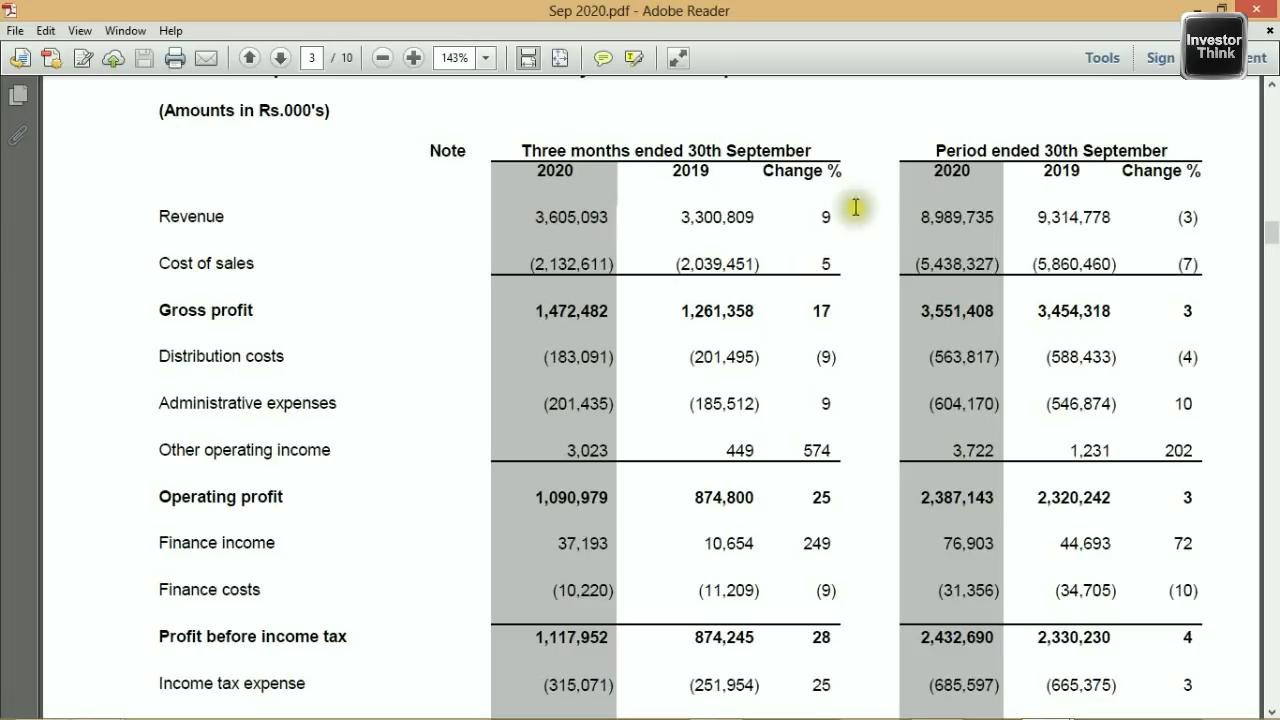 Sep 2020.pdf - Adobe Reader
File Edit View Window Help
Investor
Think
3 / 10 143% Tools Sign ent
(Amounts in Rs.000's)
Note Three months ended 30th September Period ended 30th September
2020 2019 Change % 2020 2019 Change %
Revenue 3,605,093 3,300,809 9 8,989,735 9,314,778 (3)
Cost of sales (2,132,611) (2,039,451) 5 (5,438,327) (5,860,460) (7)
Gross profit 1,472,482 1,261,358 17 3,551,408 3,454,318 3
Distribution costs (183,091) (201,495) (9) (563,817) (588,433) (4)
Administrative expenses (201,435) (185,512) 9 (604,170) (546,874) 10
Other operating income 3,023 449 574 3,722 1,231 202
Operating profit 1,090,979 874,800 25 2,387,143 2,320,242 3
Finance income 37,193 10,654 249 76,903 44,693 72
Finance costs (10,220) (11,209) (9) (31,356) (34,705) (10)
Profit before income tax 1,117,952 874,245 28 2,432,690 2,330,230 4
Income tax expense (315,071) (251,954) 25 (685,597) (665,375) 3